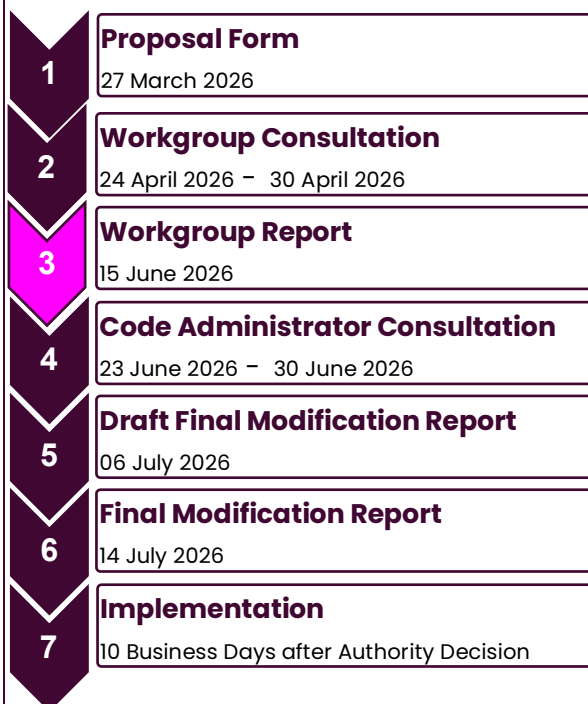 1
Proposal Form
27 March 2026
2
Workgroup Consultation
24 April 2026 – 30 April 2026
3
Workgroup Report
15 June 2026
4
Code Administrator Consultation
23 June 2026 – 30 June 2026
5
Draft Final Modification Report
06 July 2026
6
Final Modification Report
14 July 2026
7
Implementation
10 Business Days after Authority Decision